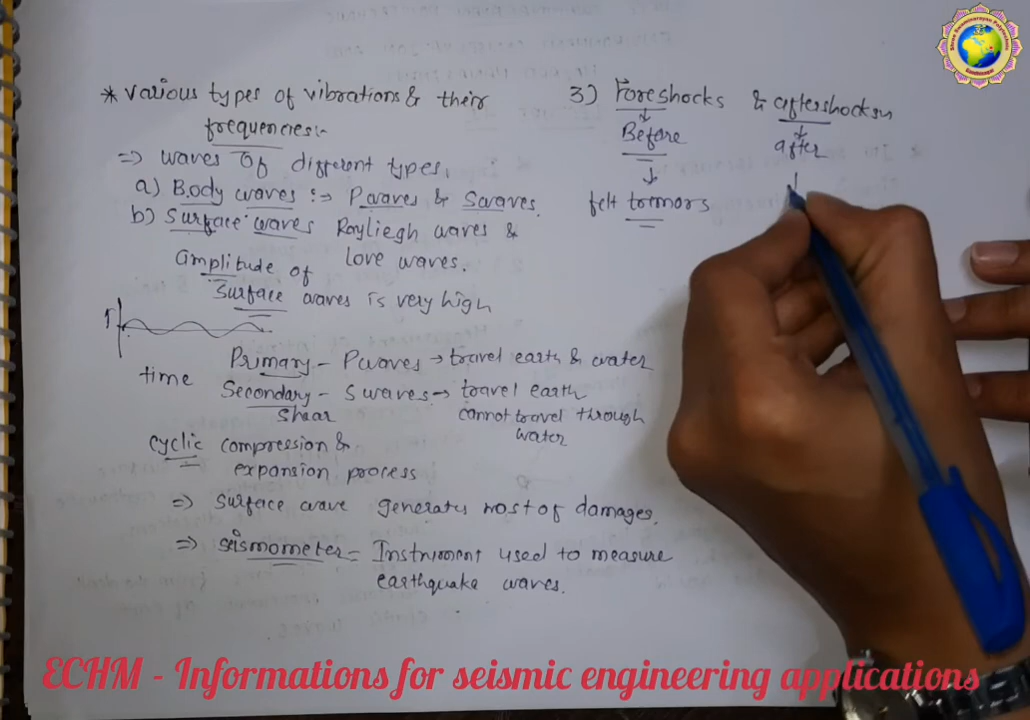 * Various types of vibrations & their
frequencies:-
=> waves of different types.
a) Body waves :-> P waves & S waves.
b) Surface waves Rayliegh waves &
Love waves.
amplitude of
Surface waves is very high
time
Primary - P waves → travel earth & water
Secondary - S waves → travel earth
Shear
cannot travel through
water
cyclic compression &
expansion process
=> Surface wave generates most of damages.
=> Seismometer = Instrument used to measure
earthquake waves.
3) Foreshocks & aftershocks
Before
after
felt tremors
ECHM - Informations for seismic engineering applications